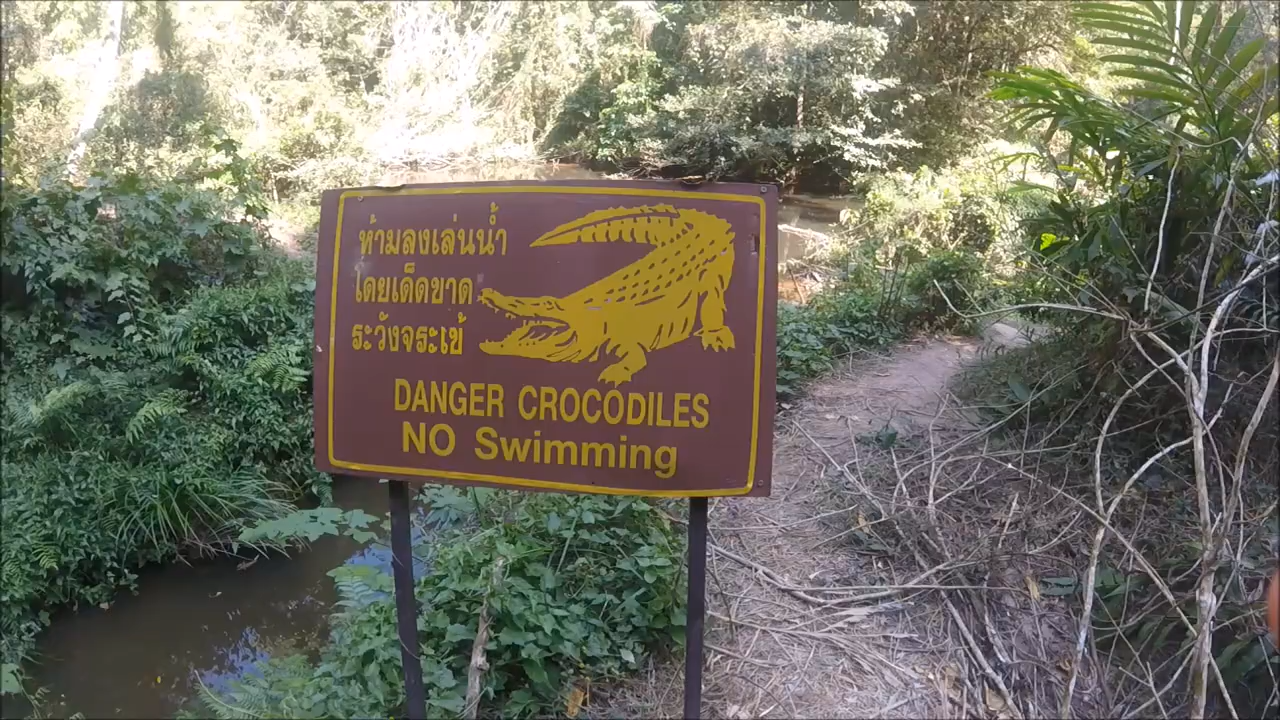 ห้ามลงเล่นน้ำ
โดยเด็ดขาด
ระวังจระเข้
DANGER CROCODILES
NO Swimming